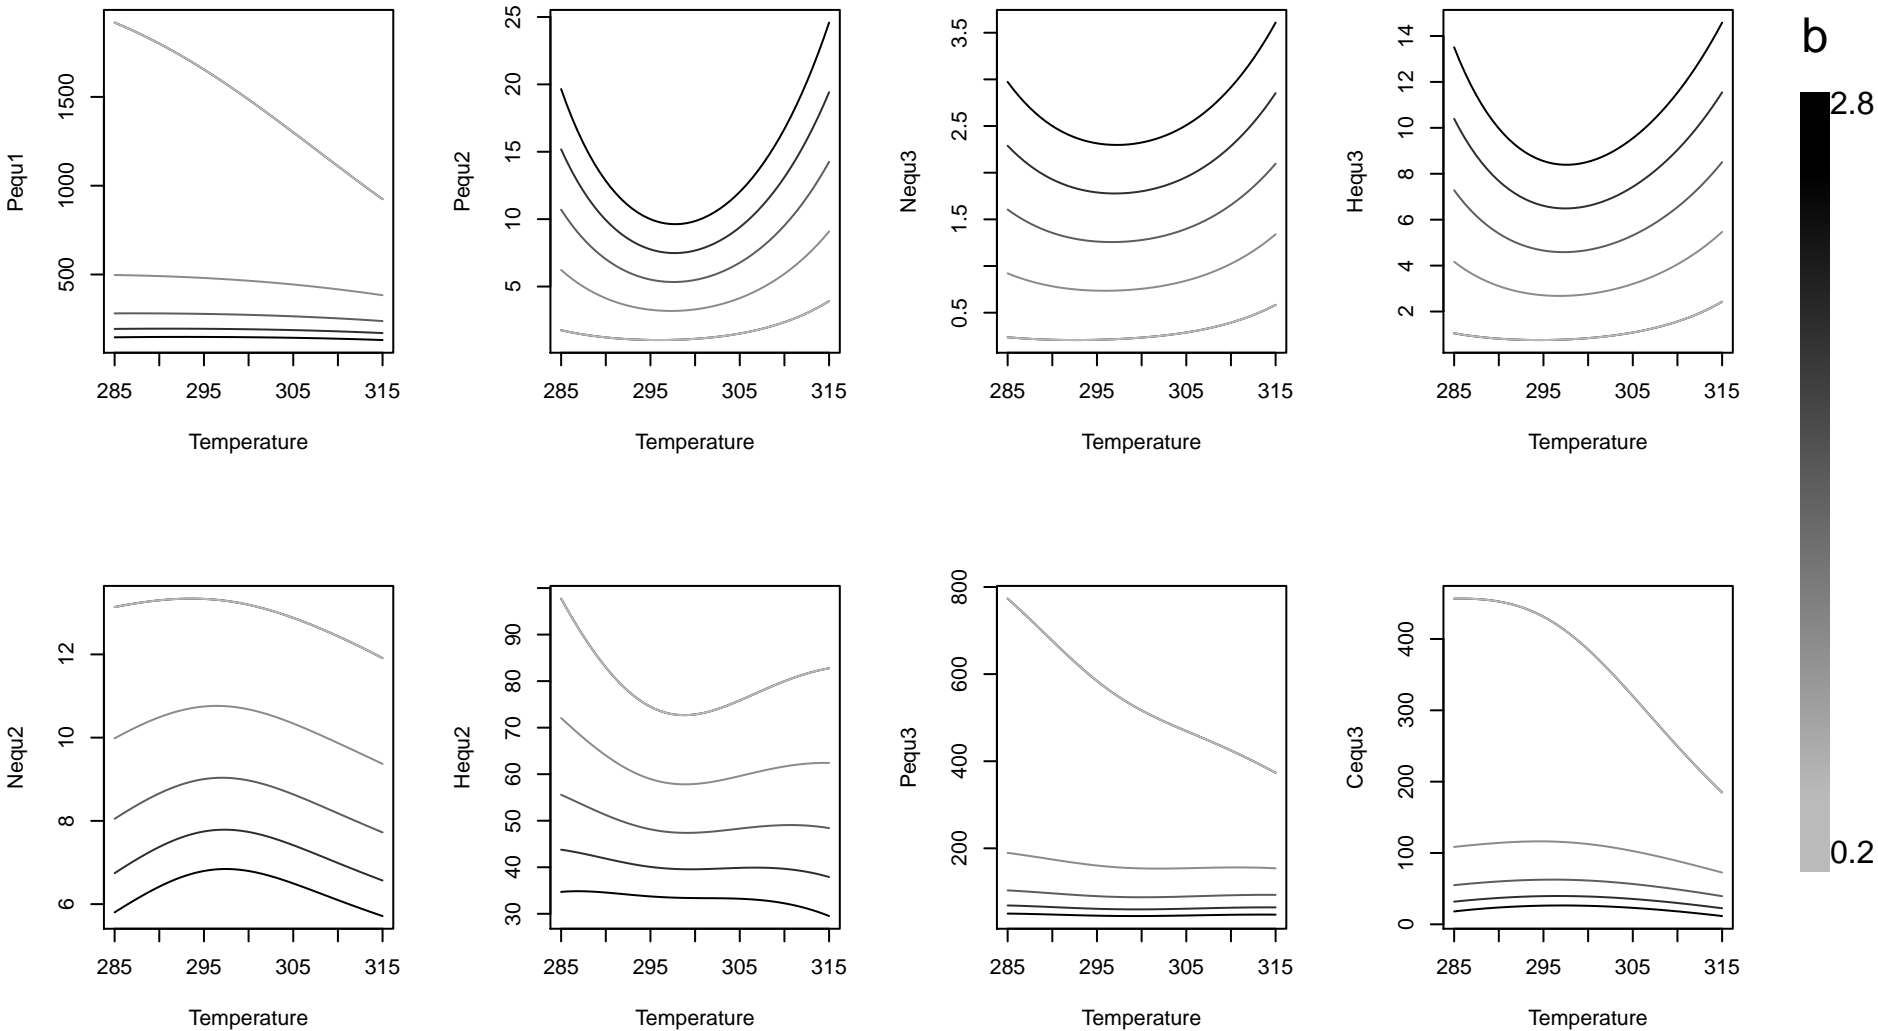 Pequ1
500 1000 1500
285 295 305 315
Temperature
Pequ2
5 10 15 20 25
285 295 305 315
Temperature
Nequ3
0.5 1.5 2.5 3.5
285 295 305 315
Temperature
Hequ3
2 4 6 8 10 12 14
285 295 305 315
Temperature
b
2.8
0.2
Nequ2
6 8 10 12
285 295 305 315
Temperature
Hequ2
30 40 50 60 70 80 90
285 295 305 315
Temperature
Pequ3
200 400 600 800
285 295 305 315
Temperature
Cequ3
0 100 200 300 400
285 295 305 315
Temperature